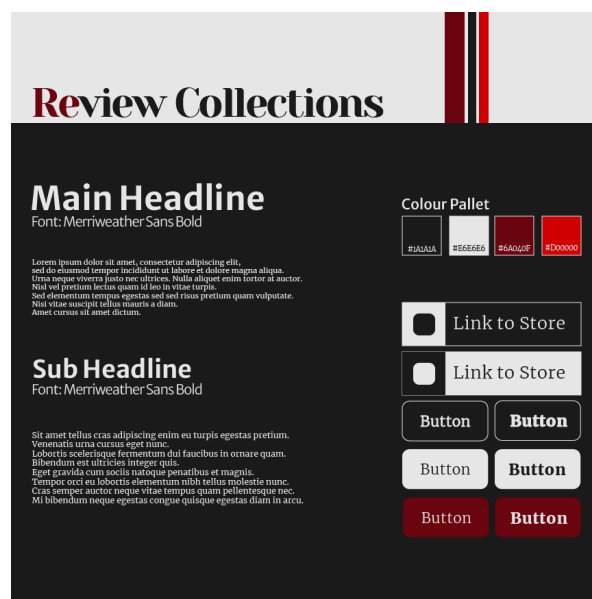 Review Collections
Main Headline
Font: Merriweather Sans Bold
Lorem ipsum dolor sit amet, consectetur adipiscing elit,
sed do eiusmod tempor incididunt ut labore et dolore magna aliqua.
Urna neque viverra justo nec ultrices. Nulla aliquet enim tortor at auctor.
Nisl vel pretium lectus quam id leo in vitae turpis.
Sed elementum tempus egestas sed sed risus pretium quam vulputate.
Nisi vitae suscipit tellus mauris a diam.
Amet cursus sit amet dictum.
Sub Headline
Font: Merriweather Sans Bold
Sit amet tellus cras adipiscing enim eu turpis egestas pretium.
Venenatis urna cursus eget nunc.
Lobortis scelerisque fermentum dui faucibus in ornare quam.
Bibendum est ultricies integer quis.
Eget gravida cum sociis natoque penatibus et magnis.
Tempor orci eu lobortis elementum nibh tellus molestie nunc.
Cras semper auctor neque vitae tempus quam pellentesque nec.
Mi bibendum neque egestas congue quisque egestas diam in arcu.
Colour Pallet
#1A1A1A #E6E6E6 #6A040F #D00000
Link to Store
Link to Store
Button Button
Button Button
Button Button